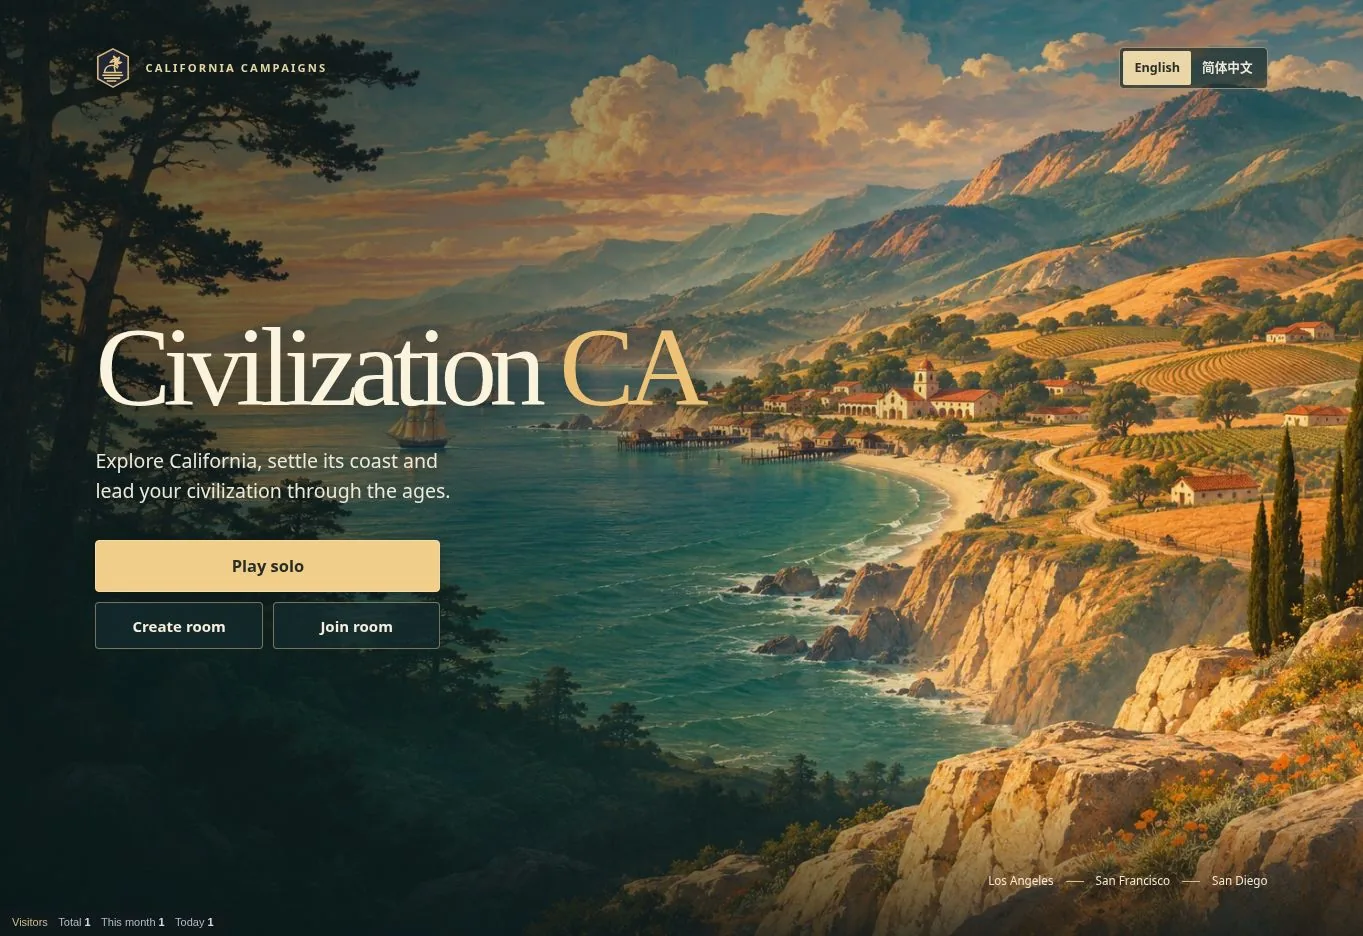 CALIFORNIA CAMPAIGNS
English 简体中文
Civilization CA
Explore California, settle its coast and
lead your civilization through the ages.
Play solo
Create room Join room
Los Angeles — San Francisco — San Diego
Visitors Total 1 This month 1 Today 1